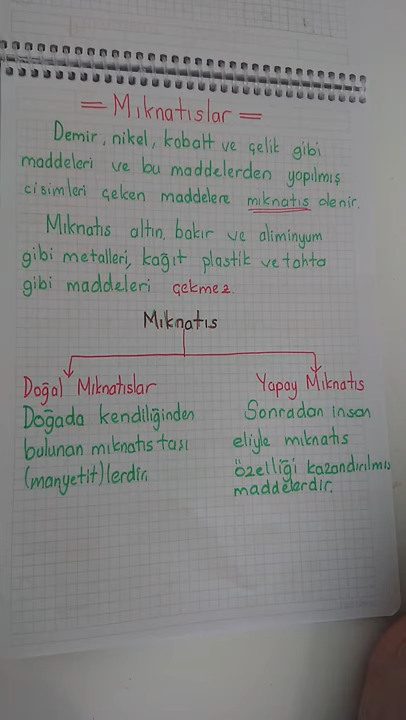 = Mıknatıslar =
Demir, nikel, kobalt ve çelik gibi
maddeleri ve bu maddelerden yapılmış
cisimleri çeken maddelere mıknatıs denir.
Mıknatıs altın, bakır ve aliminyum
gibi metalleri, kağıt plastik ve tahta
gibi maddeleri çekmez.
Mıknatıs
Doğal Mıknatıslar
Doğada kendiliğinden
bulunan mıknatıs taşı
(manyetit)lerdir.
Yapay Mıknatıs
Sonradan insan
eliyle mıknatıs
özelliği kazandırılmış
maddelerdir.